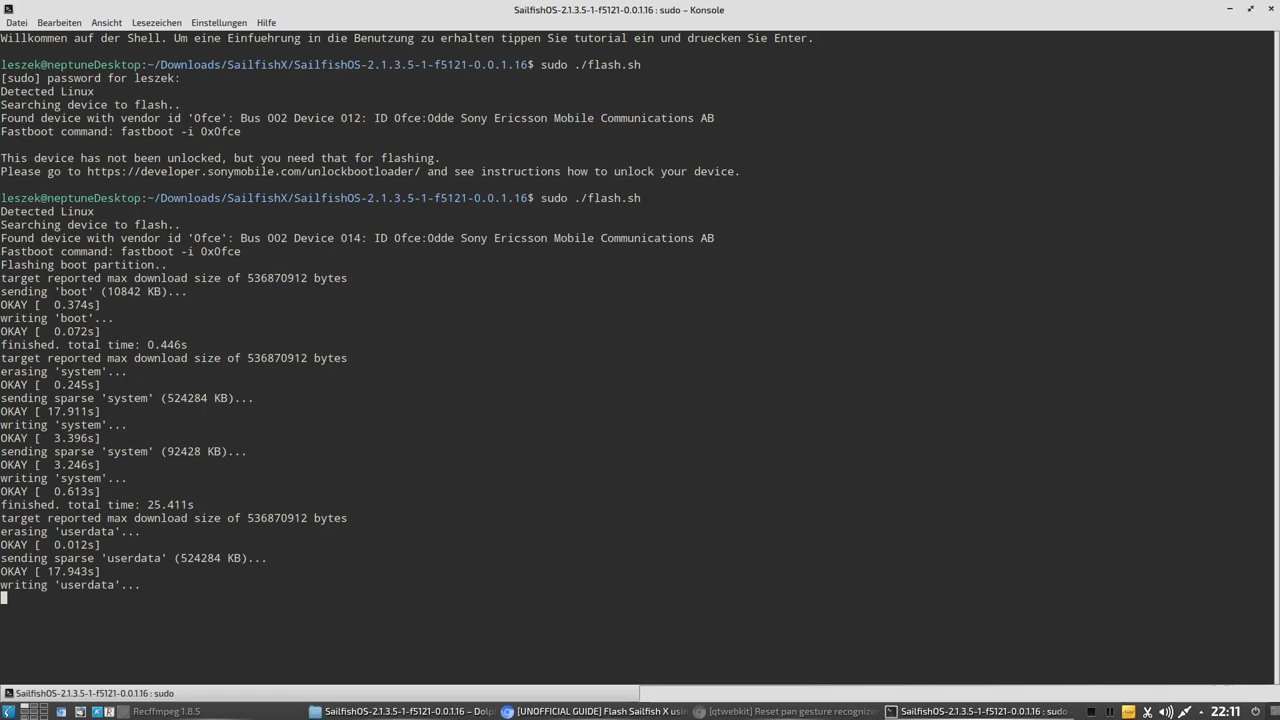 SailfishOS-2.1.3.5-1-f5121-0.0.1.16 : sudo – Konsole
Datei Bearbeiten Ansicht Lesezeichen Einstellungen Hilfe
Willkommen auf der Shell. Um eine Einfuehrung in die Benutzung zu erhalten tippen Sie tutorial ein und druecken Sie Enter.
leszek@neptuneDesktop:~/Downloads/SailfishX/SailfishOS-2.1.3.5-1-f5121-0.0.1.16$ sudo ./flash.sh
[sudo] password for leszek:
Detected Linux
Searching device to flash..
Found device with vendor id '0fce': Bus 002 Device 012: ID 0fce:0dde Sony Ericsson Mobile Communications AB
Fastboot command: fastboot -i 0x0fce
This device has not been unlocked, but you need that for flashing.
Please go to https://developer.sonymobile.com/unlockbootloader/ and see instructions how to unlock your device.
leszek@neptuneDesktop:~/Downloads/SailfishX/SailfishOS-2.1.3.5-1-f5121-0.0.1.16$ sudo ./flash.sh
Detected Linux
Searching device to flash..
Found device with vendor id '0fce': Bus 002 Device 014: ID 0fce:0dde Sony Ericsson Mobile Communications AB
Fastboot command: fastboot -i 0x0fce
Flashing boot partition..
target reported max download size of 536870912 bytes
sending 'boot' (10842 KB)...
OKAY [  0.374s]
writing 'boot'...
OKAY [  0.072s]
finished. total time: 0.446s
target reported max download size of 536870912 bytes
erasing 'system'...
OKAY [  0.245s]
sending sparse 'system' (524284 KB)...
OKAY [ 17.911s]
writing 'system'...
OKAY [  3.396s]
sending sparse 'system' (92428 KB)...
OKAY [  3.246s]
writing 'system'...
OKAY [  0.613s]
finished. total time: 25.411s
target reported max download size of 536870912 bytes
erasing 'userdata'...
OKAY [  0.012s]
sending sparse 'userdata' (524284 KB)...
OKAY [ 17.943s]
writing 'userdata'...
SailfishOS-2.1.3.5-1-f5121-0.0.1.16 : sudo
Recffmpeg 1.8.5 SailfishOS-2.1.3.5-1-f5121-0.0.1.16 – Dolp [UNOFFICIAL GUIDE] Flash Sailfish X usin [qtwebkit] Reset pan gesture recognize SailfishOS-2.1.3.5-1-f5121-0.0.1.16 : sudo 22:11